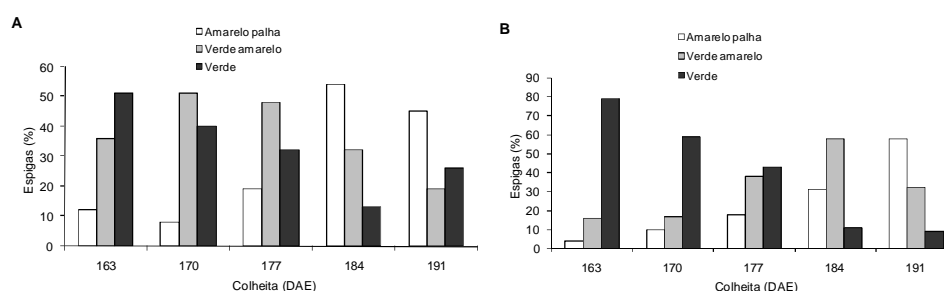 A
Amarelo palha
Verde amarelo
Verde
60
50
40
30
20
10
0
Espigas (%)
163 170 177 184 191
Colheita (DAE)
B
Amarelo palha
Verde amarelo
Verde
90
80
70
60
50
40
30
20
10
0
Espigas (%)
163 170 177 184 191
Colheita (DAE)